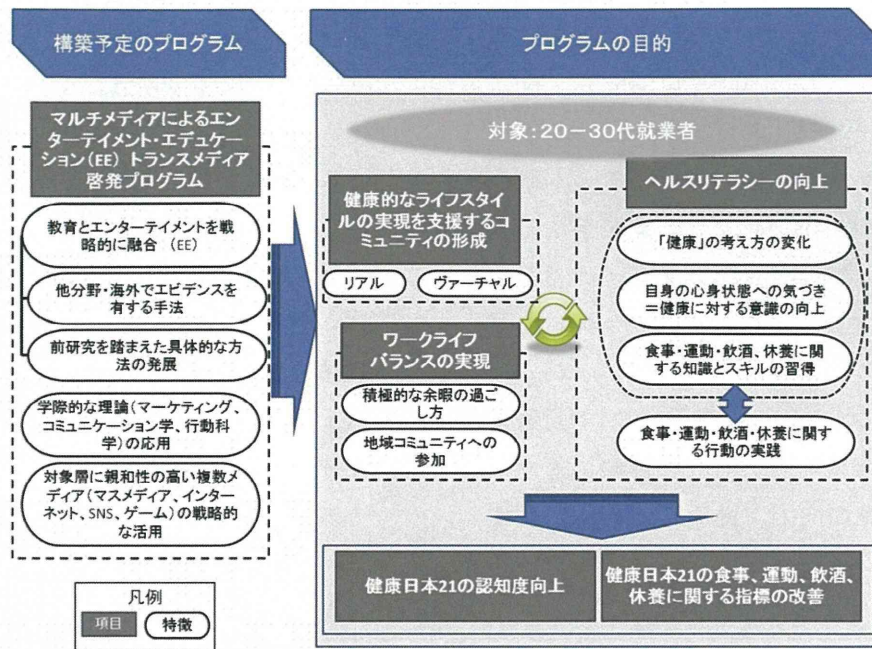 構築予定のプログラム
プログラムの目的
マルチメディアによるエン
ターテイメント・エデュケー
ション(EE) トランスメディア
啓発プログラム
教育とエンターテイメントを戦
略的に融合 (EE)
他分野・海外でエビデンスを
有する手法
前研究を踏まえた具体的な方
法の発展
学際的な理論(マーケティング、
コミュニケーション学、行動科
学)の応用
対象層に親和性の高い複数メ
ディア(マスメディア、インター
ネット、SNS、ゲーム)の戦略的
な活用
凡例
項目
特徴
対象:20-30代就業者
健康的なライフスタ
イルの実現を支援するコ
ミュニティの形成
リアル
ヴァーチャル
ワークライフ
バランスの実現
積極的な余暇の過ご
し方
地域コミュニティへの
参加
ヘルスリテラシーの向上
「健康」の考え方の変化
自身の心身状態への気づき
=健康に対する意識の向上
食事・運動・飲酒、休養に関
する知識とスキルの習得
食事・運動・飲酒・休養に関す
る行動の実践
健康日本21の認知度向上
健康日本21の食事、運動、飲酒、
休養に関する指標の改善